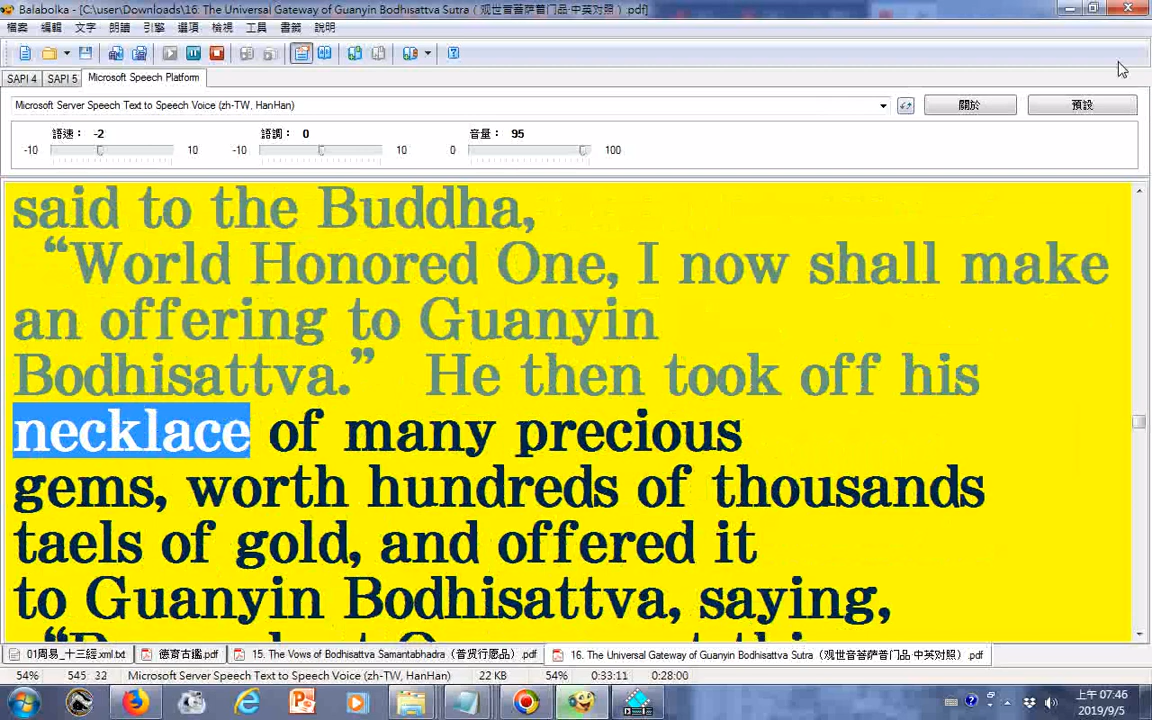 Balabolka - [C:\user\Downloads\16. The Universal Gateway of Guanyin Bodhisattva Sutra（观世音菩萨普门品·中英对照）.pdf]
檔案 編輯 文字 朗讀 引擎 選項 檢視 工具 書籤 說明
SAPI 4 SAPI 5 Microsoft Speech Platform
Microsoft Server Speech Text to Speech Voice (zh-TW, HanHan) 關於 預設
語速： -2 語調： 0 音量： 95
-10 10 -10 10 0 100
said to the Buddha,
“World Honored One, I now shall make
an offering to Guanyin
Bodhisattva.” He then took off his
necklace of many precious
gems, worth hundreds of thousands
taels of gold, and offered it
to Guanyin Bodhisattva, saying,
01周易_十三經.xml.txt 德育古鑑.pdf 15. The Vows of Bodhisattva Samantabhadra（普贤行愿品）.pdf 16. The Universal Gateway of Guanyin Bodhisattva Sutra（观世音菩萨普门品·中英对照）.pdf
54% 545 32 Microsoft Server Speech Text to Speech Voice (zh-TW, HanHan) 22 KB 54% 0:33:11 0:28:00
上午 07:46
2019/9/5